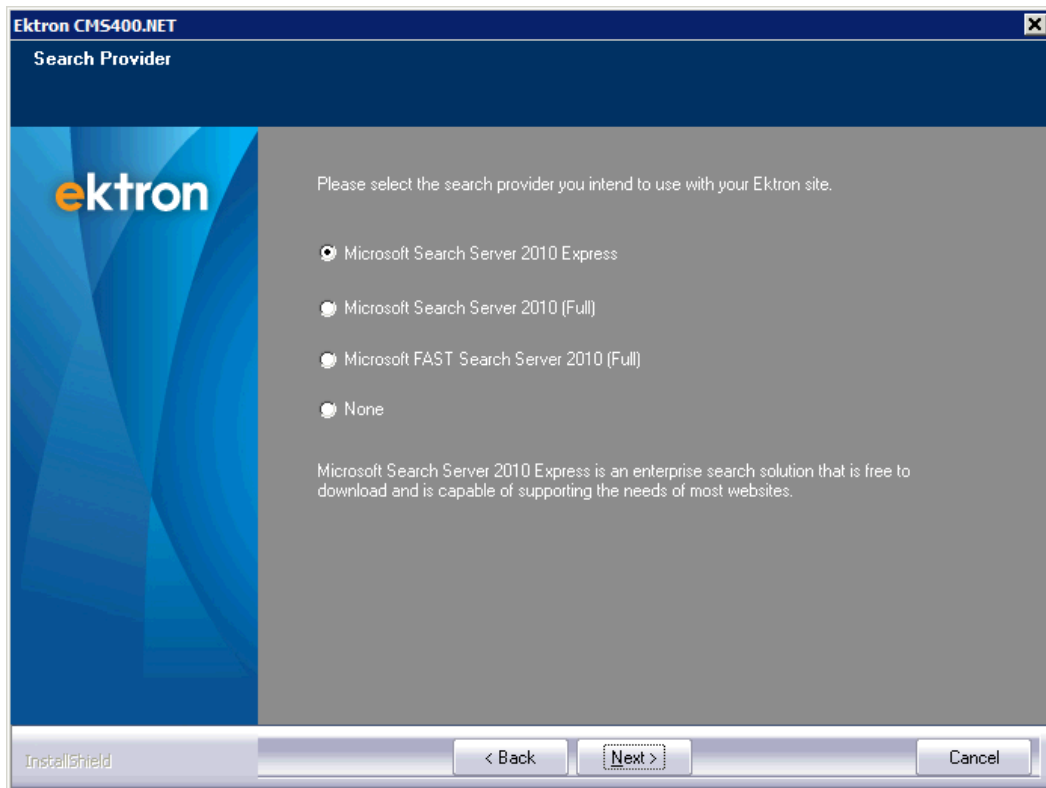 Ektron CMS400.NET
Search Provider
ektron
Please select the search provider you intend to use with your Ektron site.
Microsoft Search Server 2010 Express
Microsoft Search Server 2010 (Full)
Microsoft FAST Search Server 2010 (Full)
None
Microsoft Search Server 2010 Express is an enterprise search solution that is free to
download and is capable of supporting the needs of most websites.
InstallShield
< Back
Next >
Cancel